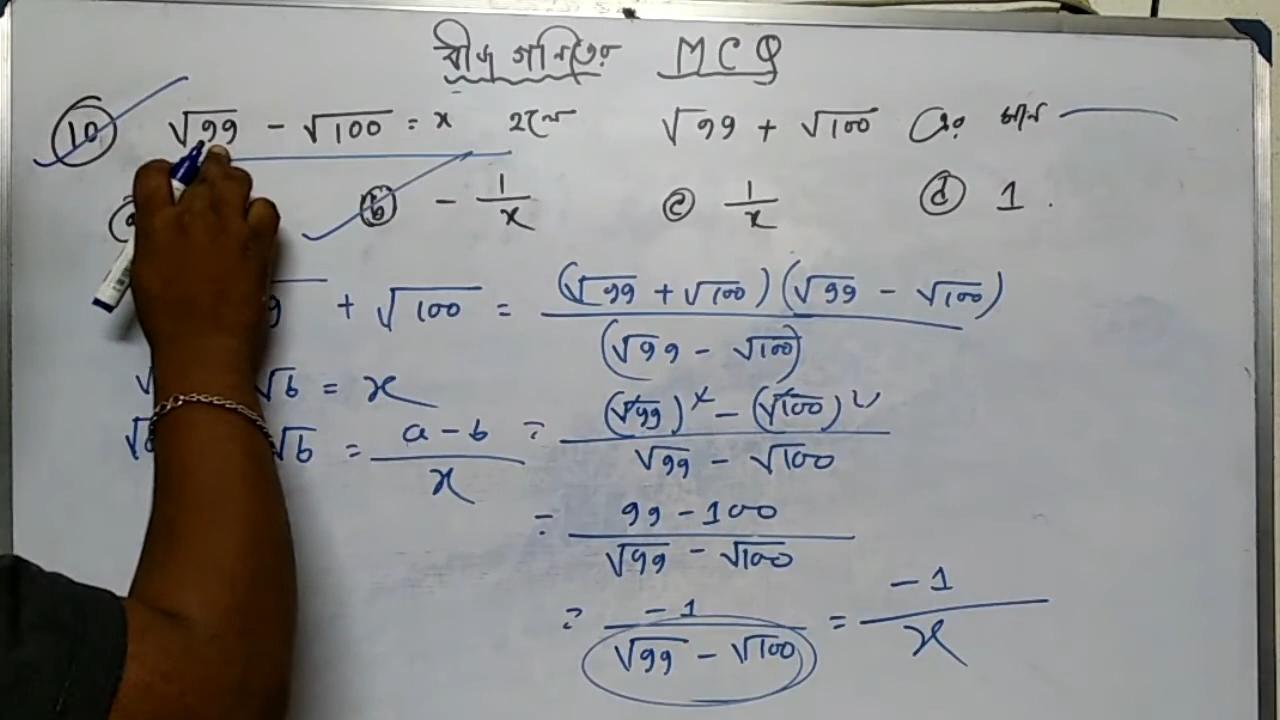 বীজ গনিতের MCQ
10 √99 - √100 = x হলে √99 + √100 এর মান
b - 1/x c 1/x d 1.
+ √100 = (√99 + √100)(√99 - √100) / (√99 - √100)
√b = x
√b = a - b / x = (√99)² - (√100)² / √99 - √100
= 99 - 100 / √99 - √100
= -1 / √99 - √100 = -1 / x